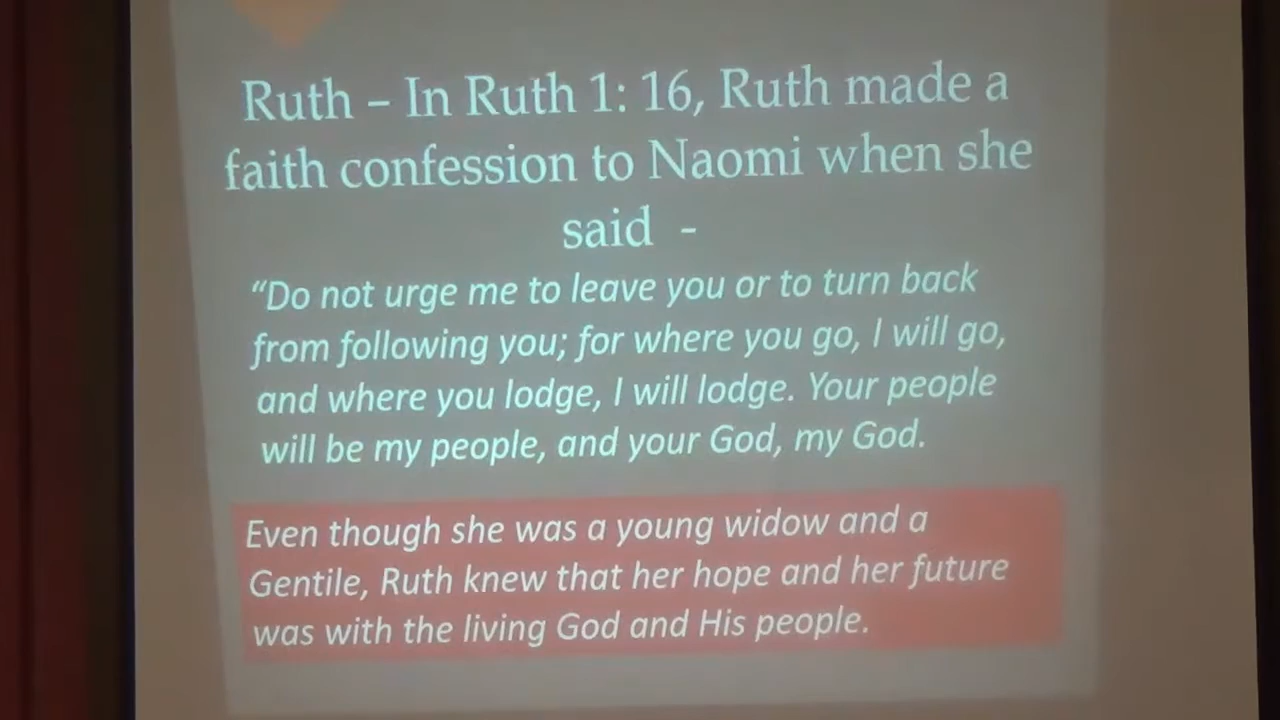 Ruth – In Ruth 1: 16, Ruth made a
faith confession to Naomi when she
said -
“Do not urge me to leave you or to turn back
from following you; for where you go, I will go,
and where you lodge, I will lodge. Your people
will be my people, and your God, my God.
Even though she was a young widow and a
Gentile, Ruth knew that her hope and her future
was with the living God and His people.